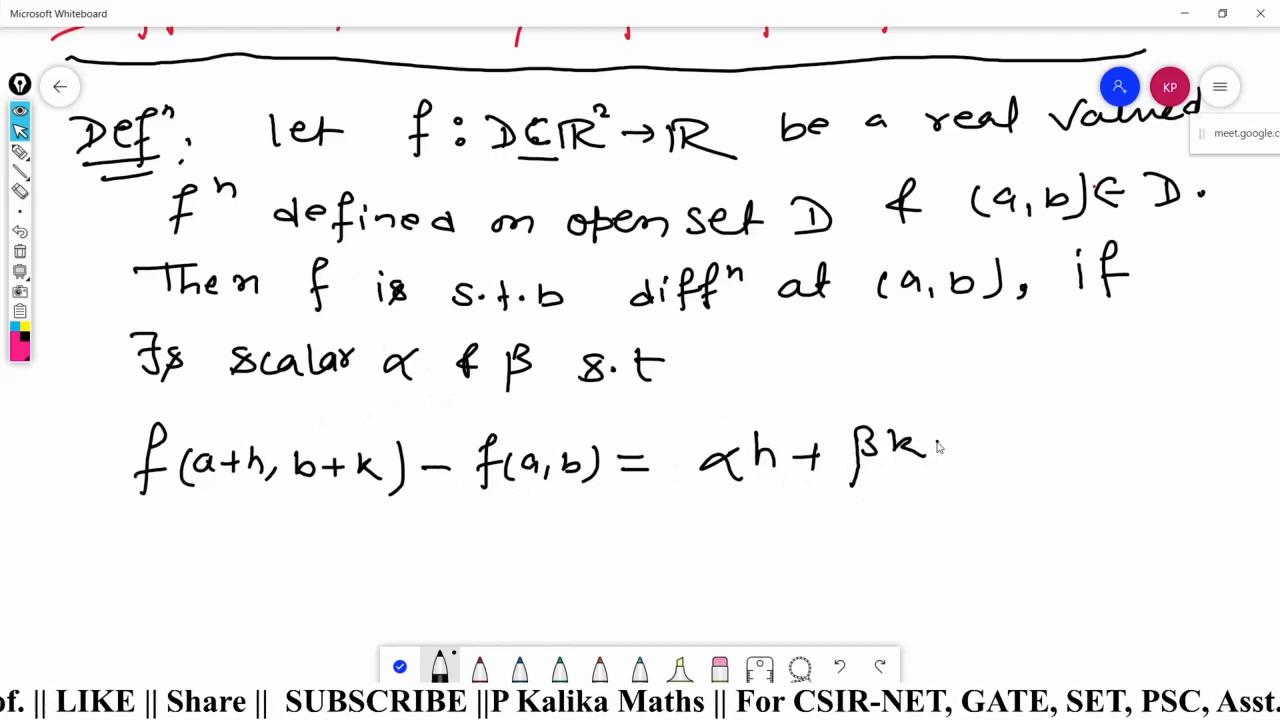 Microsoft Whiteboard
KP
meet.google.c
Defⁿ: let f : D⊆ℝ² → ℝ be a real valued
fⁿ defined on open set D & (a, b) ∈ D.
Then f is s.t.b diffⁿ at (a, b), if
∃s scalar α & β s.t
f(a+h, b+k) - f(a, b) = αh + βk
of. || LIKE || Share || SUBSCRIBE ||P Kalika Maths || For CSIR-NET, GATE, SET, PSC, Asst.